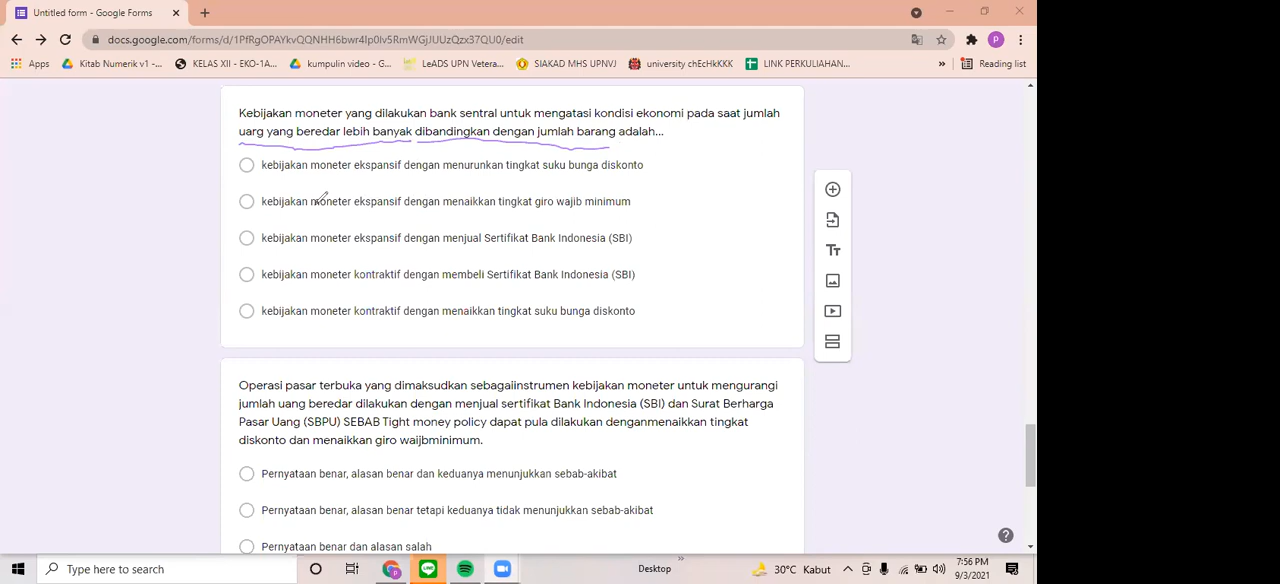 Untitled form - Google Forms
docs.google.com/forms/d/1PfRgOPAYkvQQNHH6bwr4Ip0Iv5RmWGjJUUzQzx37QU0/edit
Apps Kitab Numerik v1 -... KELAS XII - EKO-1A... kumpulin video - G... LeADS UPN Vetera... SIAKAD MHS UPNVJ university chEcHkKKK LINK PERKULIAHAN... » Reading list
Kebijakan moneter yang dilakukan bank sentral untuk mengatasi kondisi ekonomi pada saat jumlah
uarg yang beredar lebih banyak dibandingkan dengan jumlah barang adalah...
kebijakan moneter ekspansif dengan menurunkan tingkat suku bunga diskonto
kebijakan moneter ekspansif dengan menaikkan tingkat giro wajib minimum
kebijakan moneter ekspansif dengan menjual Sertifikat Bank Indonesia (SBI)
kebijakan moneter kontraktif dengan membeli Sertifikat Bank Indonesia (SBI)
kebijakan moneter kontraktif dengan menaikkan tingkat suku bunga diskonto
Operasi pasar terbuka yang dimaksudkan sebagaiinstrumen kebijakan moneter untuk mengurangi
jumlah uang beredar dilakukan dengan menjual sertifikat Bank Indonesia (SBI) dan Surat Berharga
Pasar Uang (SBPU) SEBAB Tight money policy dapat pula dilakukan denganmenaikkan tingkat
diskonto dan menaikkan giro waijbminimum.
Pernyataan benar, alasan benar dan keduanya menunjukkan sebab-akibat
Pernyataan benar, alasan benar tetapi keduanya tidak menunjukkan sebab-akibat
Pernyataan benar dan alasan salah
Type here to search
Desktop »
30°C Kabut
7:56 PM
9/3/2021